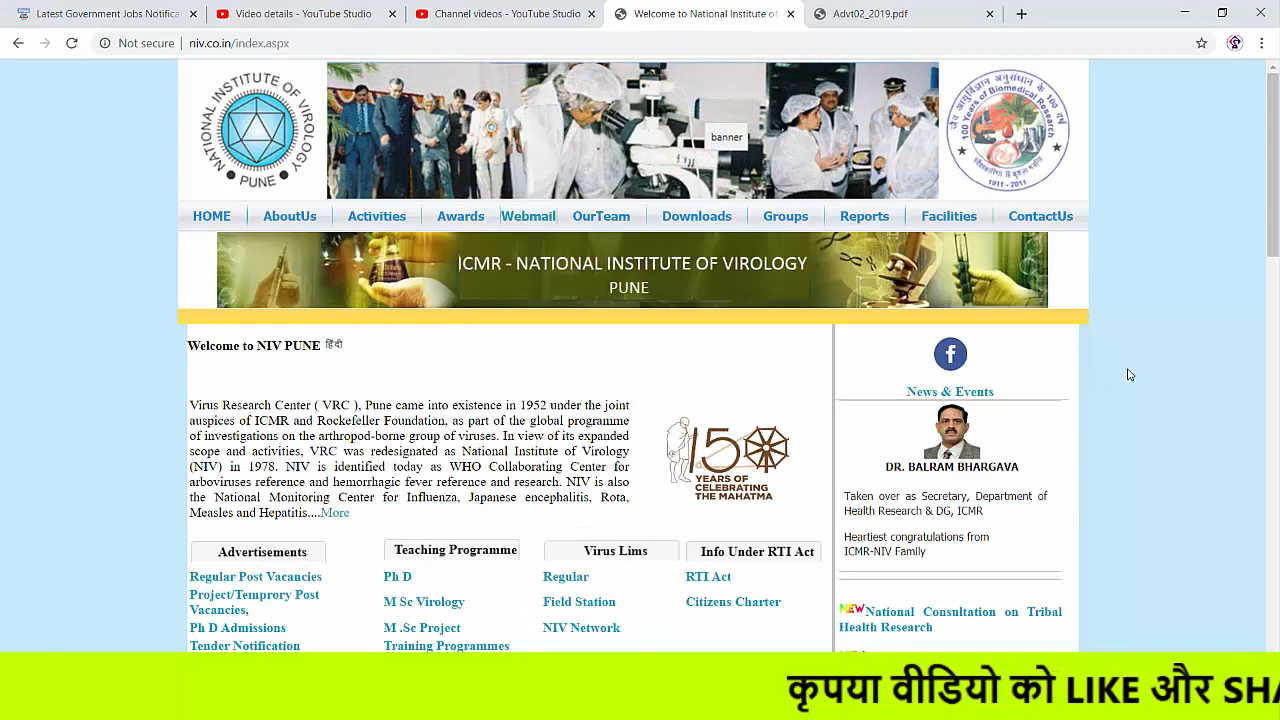 Latest Government Jobs Notifica
Video details - YouTube Studio
Channel videos - YouTube Studio
Welcome to National Institute of
Advt02_2019.pdf
Not secure
niv.co.in/index.aspx
NATIONAL INSTITUTE OF VIROLOGY
PUNE
banner
100 Years of Biomedical Research
1911 - 2011
HOME
AboutUs
Activities
Awards
Webmail
OurTeam
Downloads
Groups
Reports
Facilities
ContactUs
ICMR - NATIONAL INSTITUTE OF VIROLOGY
PUNE
Welcome to NIV PUNE हिंदी
Virus Research Center ( VRC ), Pune came into existence in 1952 under the joint
auspices of ICMR and Rockefeller Foundation, as part of the global programme
of investigations on the arthropod-borne group of viruses. In view of its expanded
scope and activities, VRC was redesignated as National Institute of Virology
(NIV) in 1978. NIV is identified today as WHO Collaborating Center for
arboviruses reference and hemorrhagic fever reference and research. NIV is also
the National Monitoring Center for Influenza, Japanese encephalitis, Rota,
Measles and Hepatitis....More
150
YEARS OF
CELEBRATING
THE MAHATMA
Advertisements
Regular Post Vacancies
Project/Temprory Post
Vacancies,
Ph D Admissions
Tender Notification
Teaching Programme
Ph D
M Sc Virology
M .Sc Project
Training Programmes
Virus Lims
Regular
Field Station
NIV Network
Info Under RTI Act
RTI Act
Citizens Charter
News & Events
DR. BALRAM BHARGAVA
Taken over as Secretary, Department of
Health Research & DG, ICMR
Heartiest congratulations from
ICMR-NIV Family
NEW National Consultation on Tribal
Health Research
कृपया वीडियो को LIKE और SHA